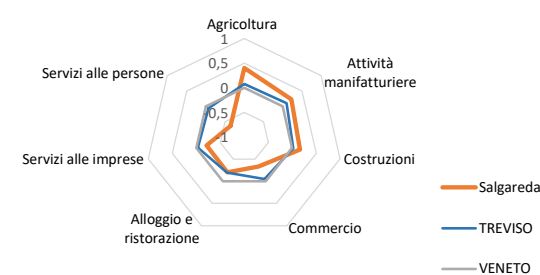 Agricoltura
1
0,5
0
0,5
1
Attività
manifatturiere
Costruzioni
Commercio
Alloggio e
ristorazione
Servizi alle imprese
Servizi alle persone
Salgareda
TREVISO
VENETO